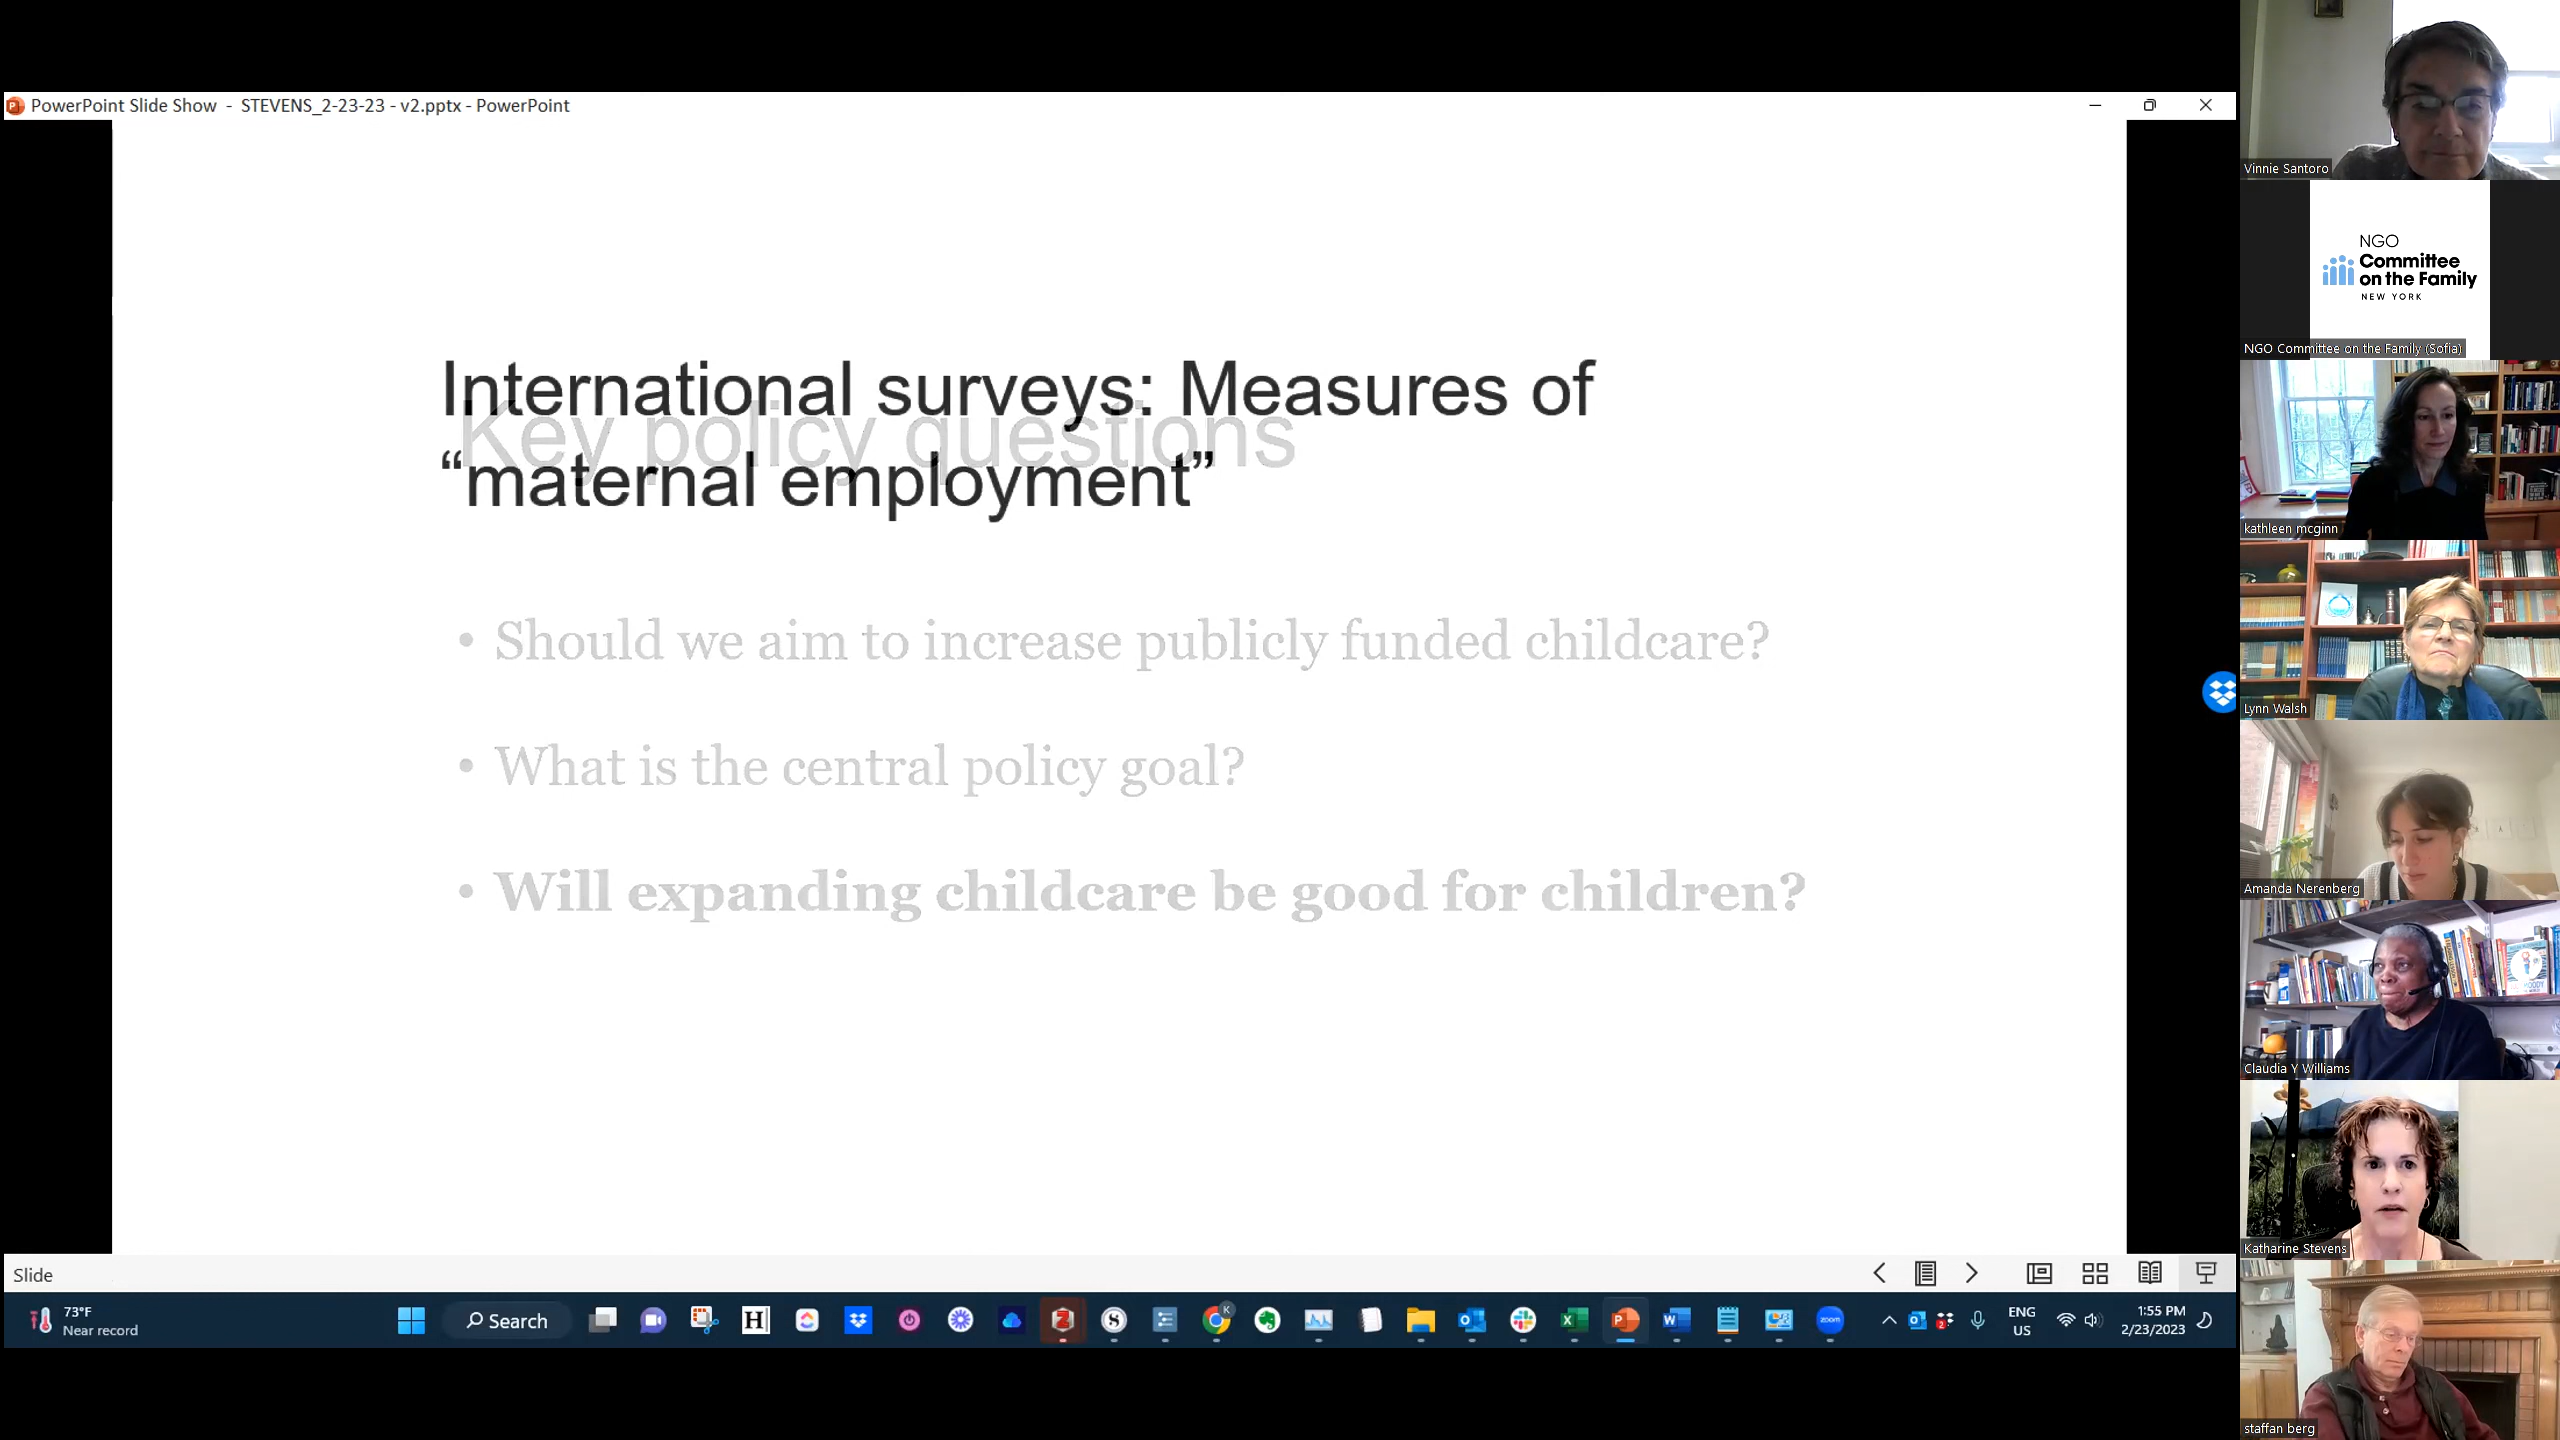 PowerPoint Slide Show - STEVENS_2-23-23 - v2.pptx - PowerPoint
International surveys: Measures of
“maternal employment”
Key policy questions
• Should we aim to increase publicly funded childcare?
• What is the central policy goal?
• Will expanding childcare be good for children?
Slide
73°F
Near record
Search
ENG
US
1:55 PM
2/23/2023
zoom
Vinnie Santoro
NGO
Committee
on the Family
NEW YORK
NGO Committee on the Family (Sofia)
kathleen mcginn
Lynn Walsh
Amanda Nerenberg
Claudia Y Williams
Katharine Stevens
staffan berg